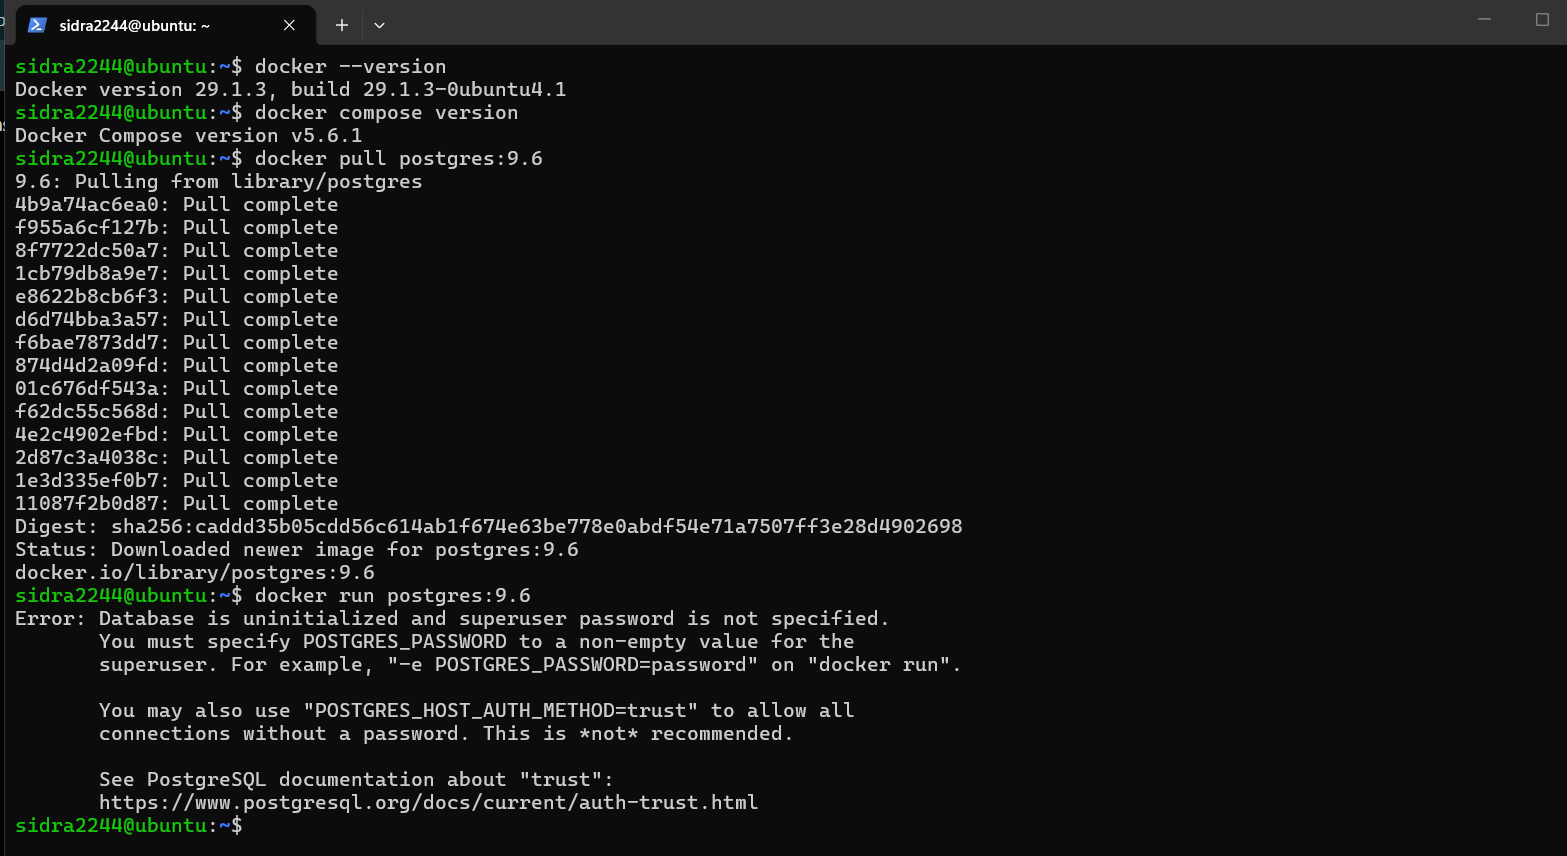 sidra2244@ubuntu: ~
sidra2244@ubuntu:~$ docker --version
Docker version 29.1.3, build 29.1.3-0ubuntu4.1
sidra2244@ubuntu:~$ docker compose version
Docker Compose version v5.6.1
sidra2244@ubuntu:~$ docker pull postgres:9.6
9.6: Pulling from library/postgres
4b9a74ac6ea0: Pull complete
f955a6cf127b: Pull complete
8f7722dc50a7: Pull complete
1cb79db8a9e7: Pull complete
e8622b8cb6f3: Pull complete
d6d74bba3a57: Pull complete
f6bae7873dd7: Pull complete
874d4d2a09fd: Pull complete
01c676df543a: Pull complete
f62dc55c568d: Pull complete
4e2c4902efbd: Pull complete
2d87c3a4038c: Pull complete
1e3d335ef0b7: Pull complete
11087f2b0d87: Pull complete
Digest: sha256:caddd35b05cdd56c614ab1f674e63be778e0abdf54e71a7507ff3e28d4902698
Status: Downloaded newer image for postgres:9.6
docker.io/library/postgres:9.6
sidra2244@ubuntu:~$ docker run postgres:9.6
Error: Database is uninitialized and superuser password is not specified.
You must specify POSTGRES_PASSWORD to a non-empty value for the
superuser. For example, "-e POSTGRES_PASSWORD=password" on "docker run".
You may also use "POSTGRES_HOST_AUTH_METHOD=trust" to allow all
connections without a password. This is *not* recommended.
See PostgreSQL documentation about "trust":
https://www.postgresql.org/docs/current/auth-trust.html
sidra2244@ubuntu:~$